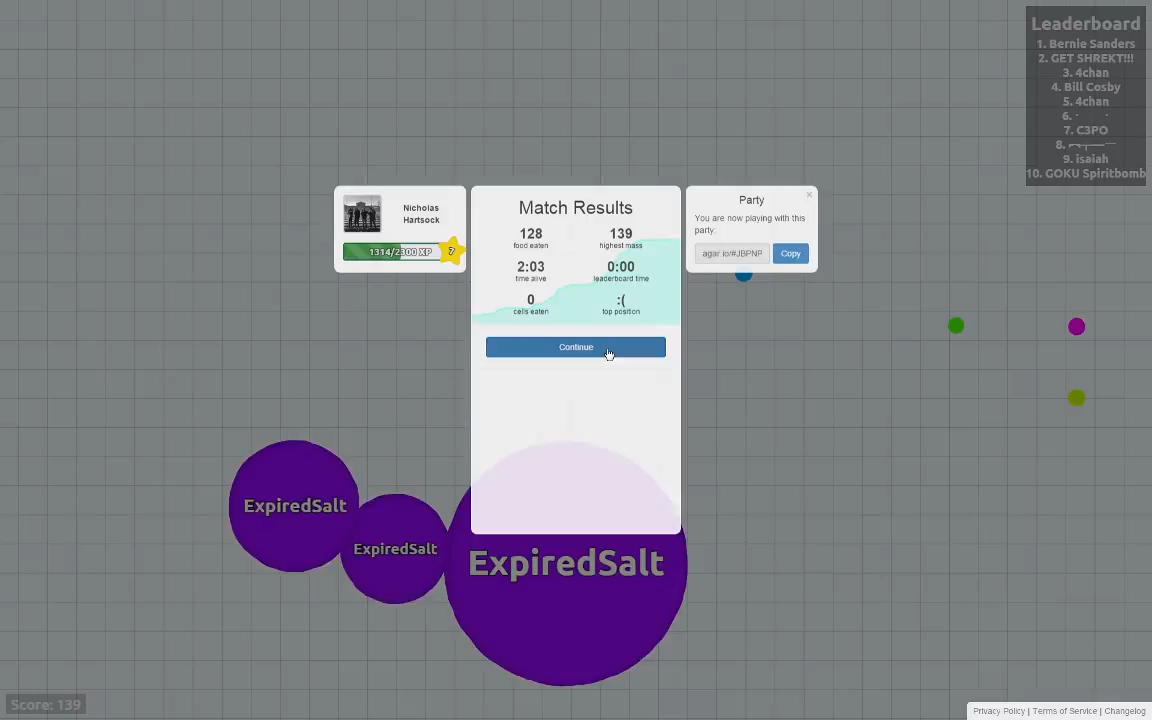 Leaderboard
1. Bernie Sanders
2. GET SHREKT!!!
3. 4chan
4. Bill Cosby
5. 4chan
6.
7. C3PO
8.
9. isaiah
10. GOKU Spiritbomb
Nicholas
Hartsock
1314/2300 XP
7
Match Results
128
food eaten
139
highest mass
2:03
time alive
0:00
leaderboard time
0
cells eaten
:(
top position
Continue
Party
×
You are now playing with this
party:
agar.io/#JBPNP
Copy
ExpiredSalt
ExpiredSalt
ExpiredSalt
Score: 139
Privacy Policy | Terms of Service | Changelog